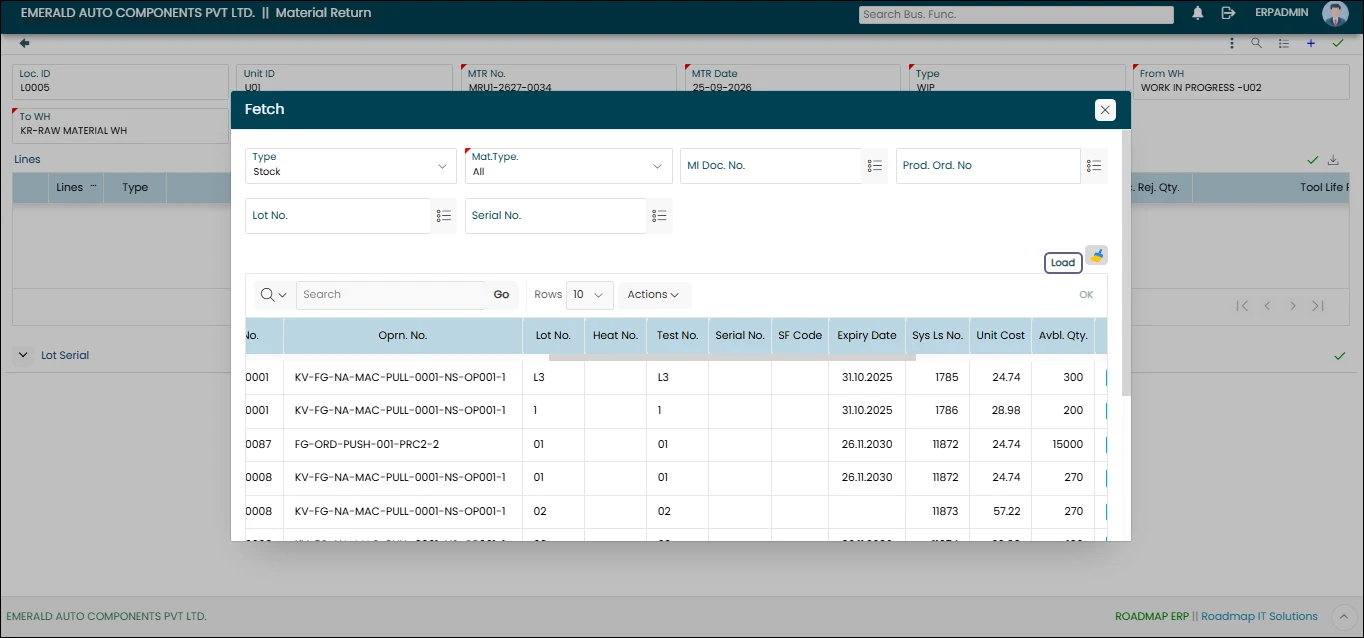 EMERALD AUTO COMPONENTS PVT LTD. || Material Return
Search Bus. Func.
ERPADMIN
Loc. ID
L0005
Unit ID
U01
MTR No.
MRU1-2627-0034
MTR Date
25-09-2026
Type
WIP
From WH
WORK IN PROGRESS -U02
To WH
KR-RAW MATERIAL WH
Fetch
Lines
Lines Type
. Rej. Qty. Tool Life
Type
Stock
Mat.Type.
All
MI Doc. No.
Prod. Ord. No
Lot No.
Serial No.
Load
Search Go Rows 10 Actions OK
No. Oprn. No. Lot No. Heat No. Test No. Serial No. SF Code Expiry Date Sys Ls No. Unit Cost Avbl. Qty.
0001 KV-FG-NA-MAC-PULL-0001-NS-OP001-1 L3 L3 31.10.2025 1785 24.74 300
0001 KV-FG-NA-MAC-PULL-0001-NS-OP001-1 1 1 31.10.2025 1786 28.98 200
0087 FG-ORD-PUSH-001-PRC2-2 01 01 26.11.2030 11872 24.74 15000
0008 KV-FG-NA-MAC-PULL-0001-NS-OP001-1 01 01 26.11.2030 11872 24.74 270
0008 KV-FG-NA-MAC-PULL-0001-NS-OP001-1 02 02 11873 57.22 270
Lot Serial
EMERALD AUTO COMPONENTS PVT LTD.
ROADMAP ERP || Roadmap IT Solutions